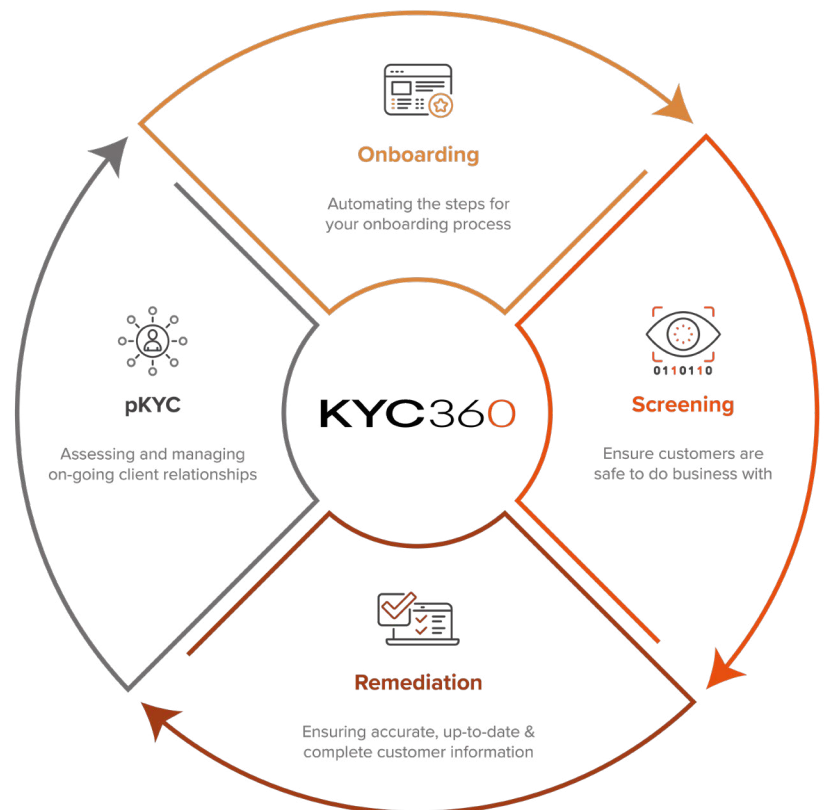 Onboarding
Automating the steps for
your onboarding process
pKYC
Assessing and managing
on-going client relationships
KYC360
0110110
Screening
Ensure customers are
safe to do business with
Remediation
Ensuring accurate, up-to-date &
complete customer information